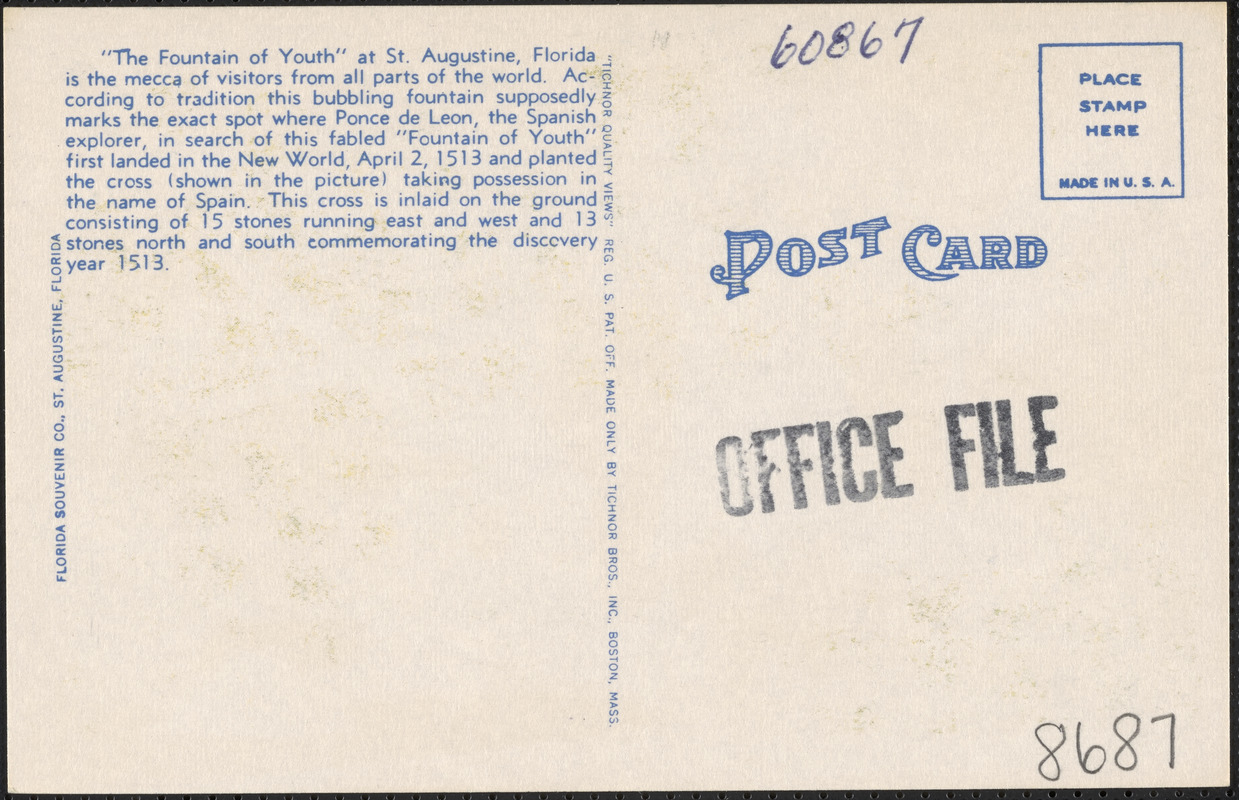 "The Fountain of Youth" at St. Augustine, Florida
is the mecca of visitors from all parts of the world. Ac-
cording to tradition this bubbling fountain supposedly
marks the exact spot where Ponce de Leon, the Spanish
explorer, in search of this fabled "Fountain of Youth"
first landed in the New World, April 2, 1513 and planted
the cross (shown in the picture) taking possession in
the name of Spain. This cross is inlaid on the ground
consisting of 15 stones running east and west and 13
stones north and south commemorating the discovery
year 1513.
FLORIDA SOUVENIR CO., ST. AUGUSTINE, FLORIDA
"TICHNOR QUALITY VIEWS" REG. U. S. PAT. OFF. MADE ONLY BY TICHNOR BROS., INC., BOSTON, MASS.
60867
PLACE
STAMP
HERE
MADE IN U. S. A.
POST CARD
OFFICE FILE
8687